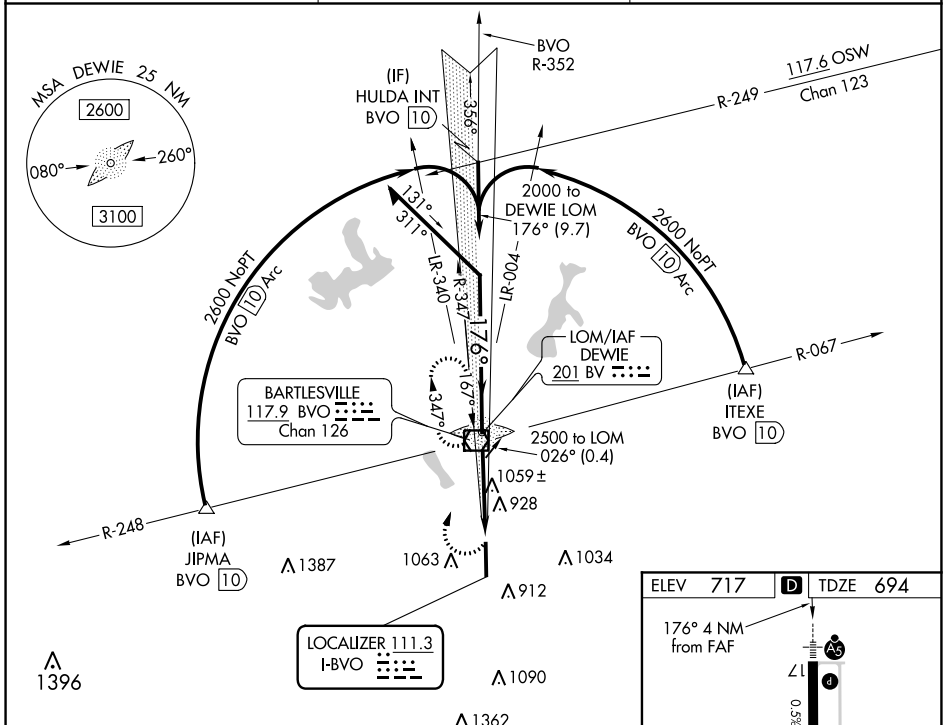 MSA DEWIE 25 NM
2600
080°
260°
3100
BVO
R-352
(IF)
HULDA INT
BVO 10
356°
117.6 OSW
Chan 123
R-249
131°
311°
2000 to
DEWIE LOM
176° (9.7)
2600 NoPT
BVO 10 Arc
2600 NoPT
BVO 10 Arc
LR-340
R-347
LR-004
176°
LOM/IAF
DEWIE
201 BV
R-067
(IAF)
ITEXE
BVO 10
BARTLESVILLE
117.9 BVO
Chan 126
347°
167°
2500 to LOM
026° (0.4)
1059 ±
928
R-248
(IAF)
JIPMA
BVO 10
1387
1063
1034
912
LOCALIZER 111.3
I-BVO
1396
1090
1362
ELEV 717 D TDZE 694
176° 4 NM
from FAF
A5
17
P
0.5%